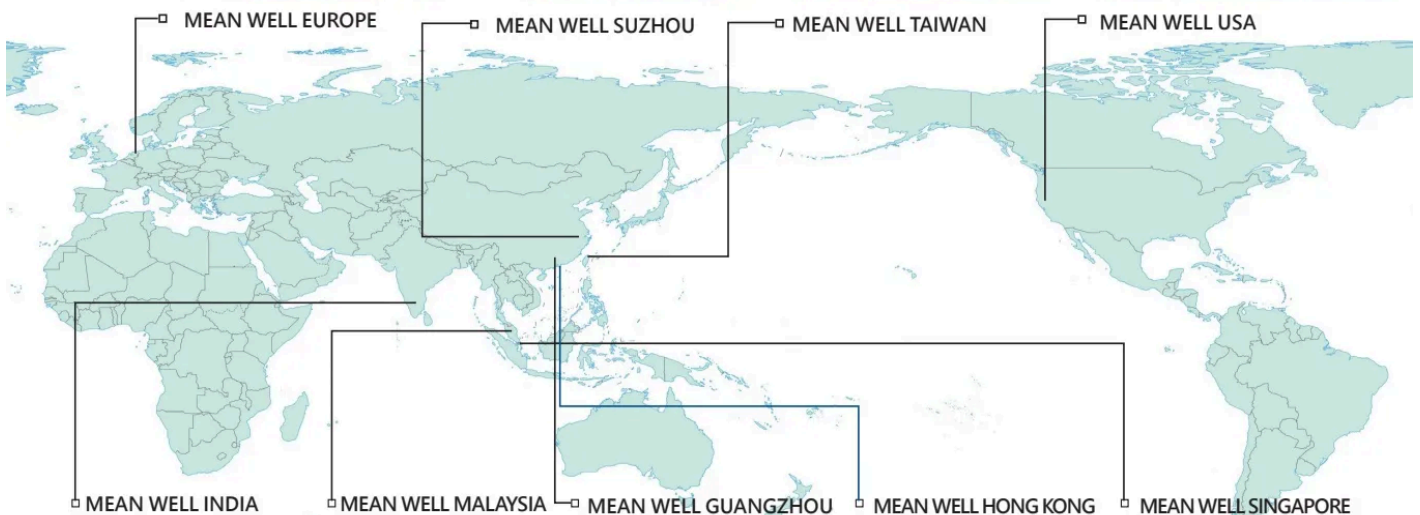 MEAN WELL EUROPE
MEAN WELL SUZHOU
MEAN WELL TAIWAN
MEAN WELL USA
MEAN WELL INDIA
MEAN WELL MALAYSIA
MEAN WELL GUANGZHOU
MEAN WELL HONG KONG
MEAN WELL SINGAPORE